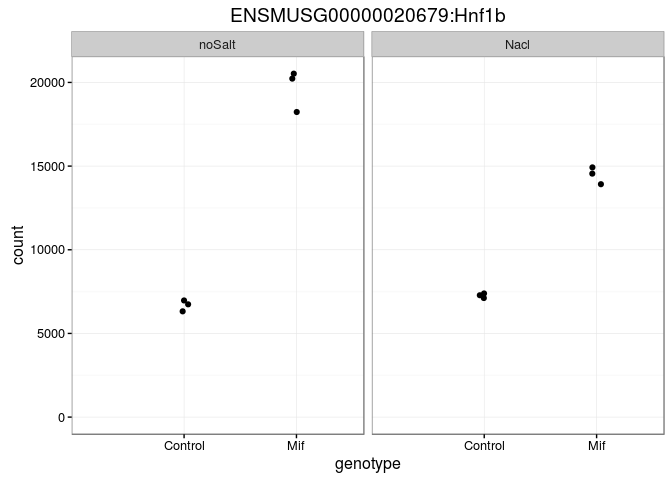 ENSMUSG00000020679:Hnf1b
noSalt
Nacl
20000
15000
10000
5000
0
count
Control
Mif
Control
Mif
genotype